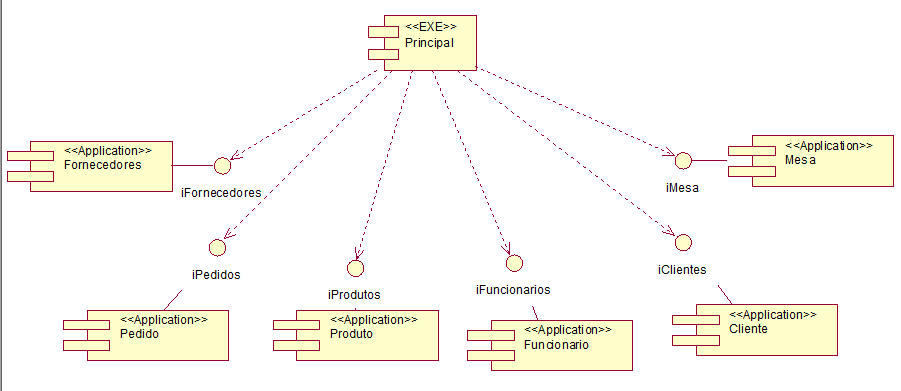 <<EXE>>
Principal
<<Application>>
Fornecedores
iFornecedores
<<Application>>
Mesa
iMesa
iPedidos
<<Application>>
Pedido
iProdutos
<<Application>>
Produto
iFuncionarios
<<Application>>
Funcionario
iClientes
<<Application>>
Cliente